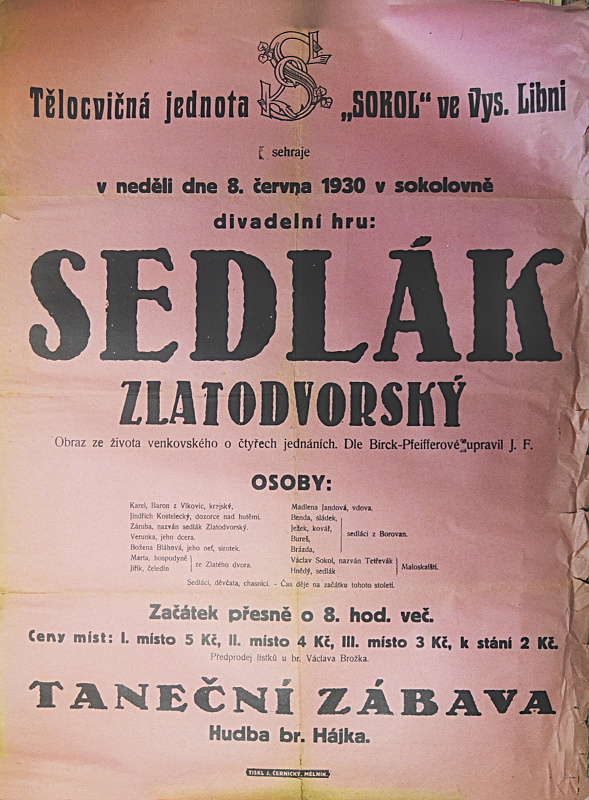 Tělocvičná jednota S „SOKOL“ ve Vys. Libni
sehraje
v neděli dne 8. června 1930 v sokolovně
divadelní hru:
SEDLÁK
ZLATODVORSKÝ
Obraz ze života venkovského o čtyřech jednáních. Dle Birck-Pfeifferové upravil J. F.
OSOBY:
Karel, Baron z Vlkovic, krajský,
Jindřich Kostelecký, dozorce nad hutěmi.
Záruba, nazván sedlák Zlatodvorský.
Verunka, jeho dcera.
Božena Bláhová, jeho neť, sirotek.
Marta, hospodyně
Jiřík, čeledín
ze Zlatého dvora.
Madlena Jandová, vdova.
Benda, sládek,
Ježek, kovář,
Bureš,
Brázda,
sedláci z Borovan.
Václav Sokol, nazván Tetřevák
Hnědý, sedlák
Maloskalští.
Sedláci, děvčata, chasníci. - Čas děje na začátku tohoto století.
Začátek přesně o 8. hod. več.
Ceny míst: I. místo 5 Kč, II. místo 4 Kč, III. místo 3 Kč, k stání 2 Kč.
Předprodej lístků u br. Václava Brožka.
TANEČNÍ ZÁBAVA
Hudba br. Hájka.
TISKL J. ČERNICKÝ, MĚLNÍK.